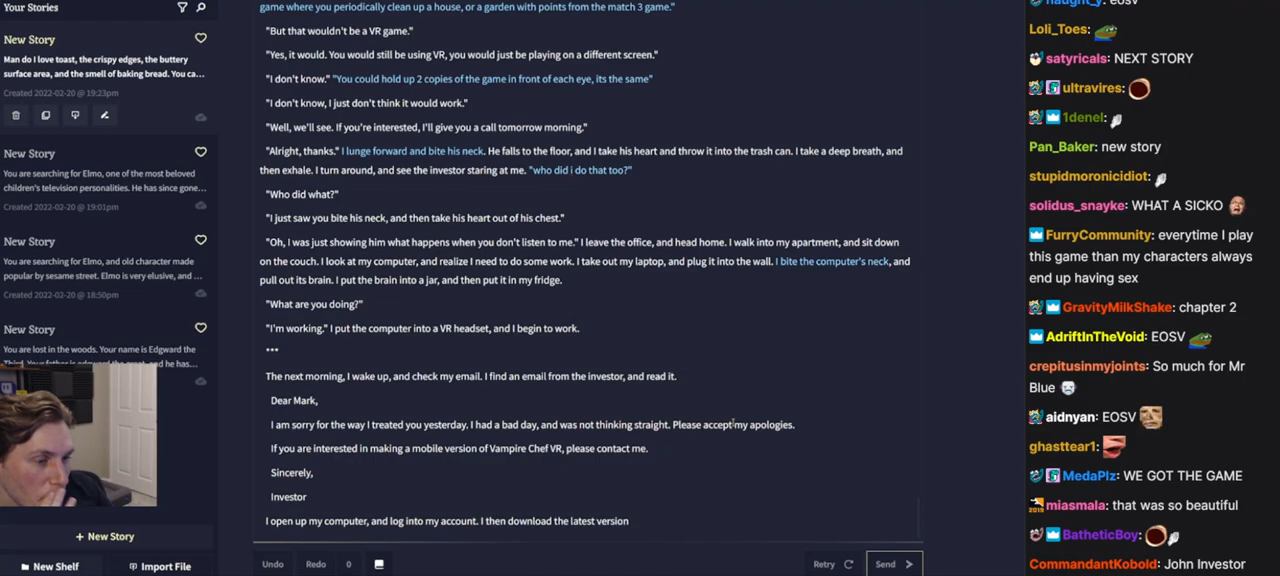 Your Stories
New Story
Man do I love toast, the crispy edges, the buttery
surface area, and the smell of baking bread. You ca...
Created 2022-02-20 @ 19:23pm
New Story
You are searching for Elmo, one of the most beloved
children's television personalities. He has since gone...
Created 2022-02-20 @ 19:01pm
New Story
You are searching for Elmo, and old character made
popular by sesame street. Elmo is very elusive, and ...
Created 2022-02-20 @ 18:50pm
New Story
You are lost in the woods. Your name is Edgward the
+ New Story
New Shelf
Import File
game where you periodically clean up a house, or a garden with points from the match 3 game."
"But that wouldn't be a VR game."
"Yes, it would. You would still be using VR, you would just be playing on a different screen."
"I don't know." "You could hold up 2 copies of the game in front of each eye, its the same"
"I don't know, I just don't think it would work."
"Well, we'll see. If you're interested, I'll give you a call tomorrow morning."
"Alright, thanks." I lunge forward and bite his neck. He falls to the floor, and I take his heart and throw it into the trash can. I take a deep breath, and
then exhale. I turn around, and see the investor staring at me. "who did i do that too?"
"Who did what?"
"I just saw you bite his neck, and then take his heart out of his chest."
"Oh, I was just showing him what happens when you don't listen to me." I leave the office, and head home. I walk into my apartment, and sit down
on the couch. I look at my computer, and realize I need to do some work. I take out my laptop, and plug it into the wall. I bite the computer's neck, and
pull out its brain. I put the brain into a jar, and then put it in my fridge.
"What are you doing?"
"I'm working." I put the computer into a VR headset, and I begin to work.
***
The next morning, I wake up, and check my email. I find an email from the investor, and read it.
Dear Mark,
I am sorry for the way I treated you yesterday. I had a bad day, and was not thinking straight. Please accept my apologies.
If you are interested in making a mobile version of Vampire Chef VR, please contact me.
Sincerely,
Investor
I open up my computer, and log into my account. I then download the latest version
Undo
Redo
0
Retry
Send
naught_y: eosv
Loli_Toes:
satyricals: NEXT STORY
ultravires:
1denel:
Pan_Baker: new story
stupidmoronicidiot:
solidus_snayke: WHAT A SICKO
FurryCommunity: everytime I play
this game than my characters always
end up having sex
GravityMilkShake: chapter 2
AdriftInTheVoid: EOSV
crepitusinmyjoints: So much for Mr
Blue
aidnyan: EOSV
ghasttear1:
MedaPlz: WE GOT THE GAME
miasmala: that was so beautiful
BatheticBoy:
CommandantKobold: John Investor